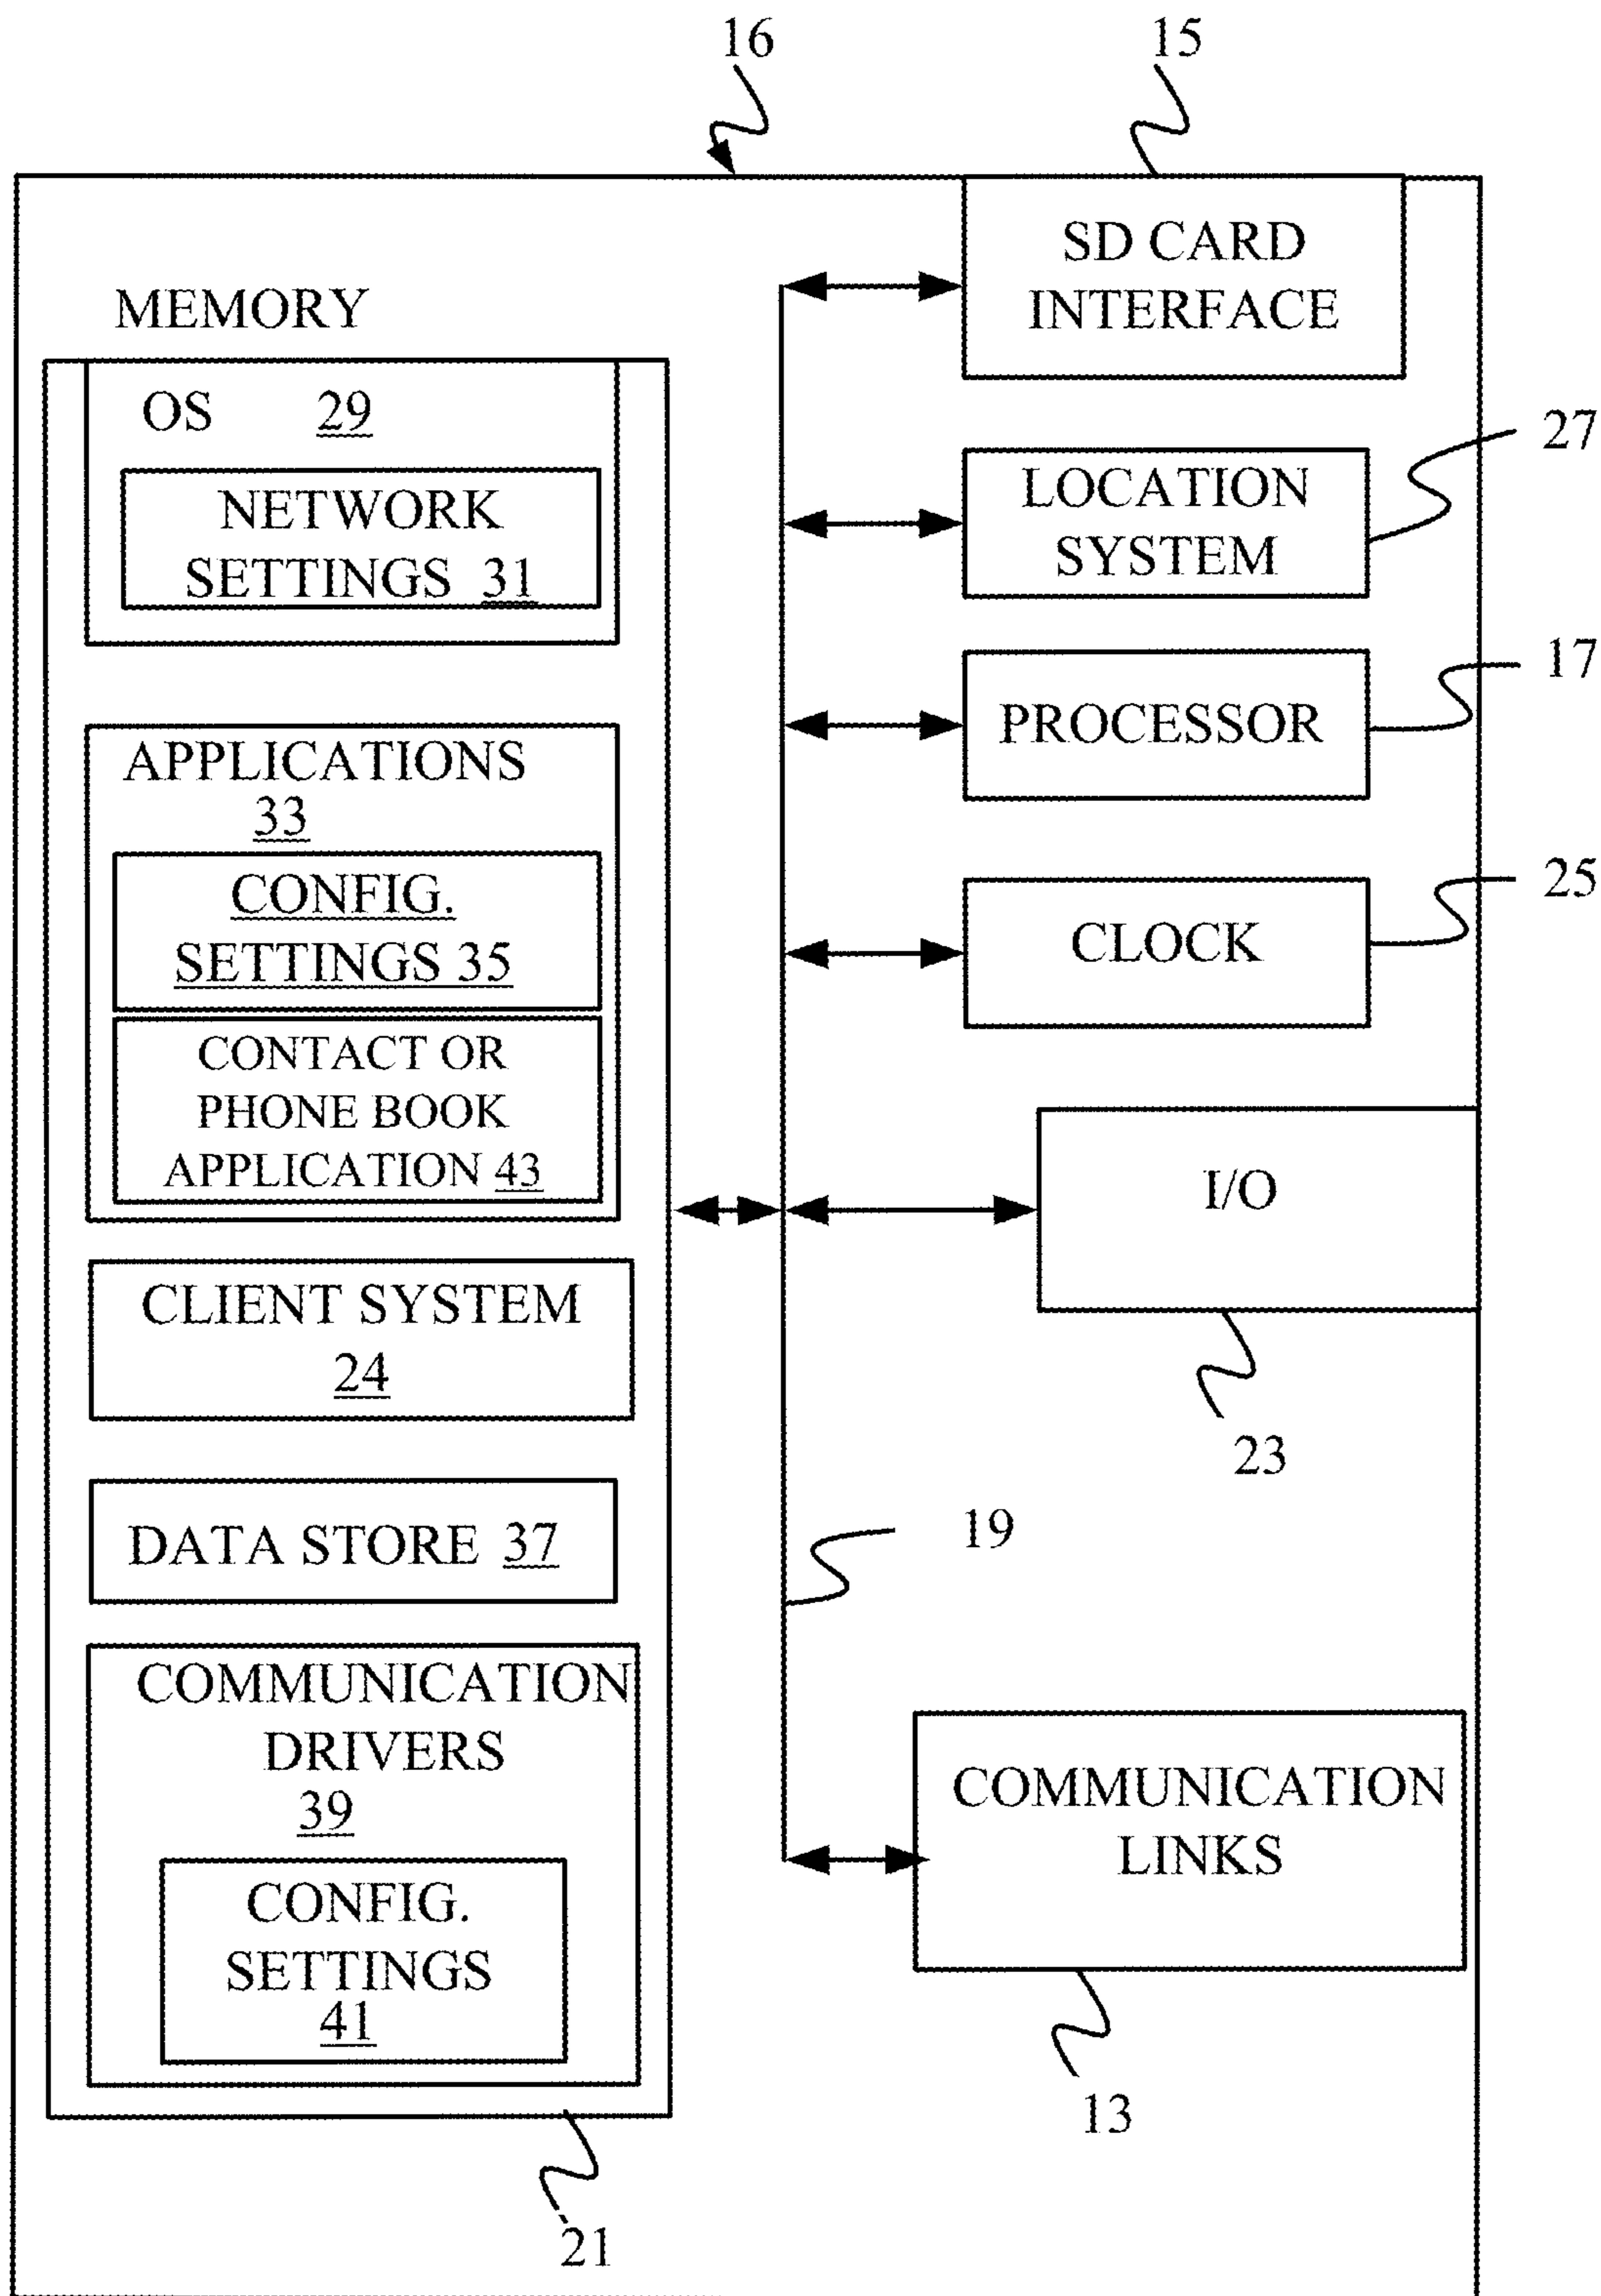 16
15
MEMORY
OS 29
NETWORK
SETTINGS 31
APPLICATIONS
33
CONFIG.
SETTINGS 35
CONTACT OR
PHONE BOOK
APPLICATION 43
CLIENT SYSTEM
24
DATA STORE 37
COMMUNICATION
DRIVERS
39
CONFIG.
SETTINGS
41
21
SD CARD
INTERFACE
LOCATION
SYSTEM
27
PROCESSOR
17
CLOCK
25
I/O
23
19
COMMUNICATION
LINKS
13